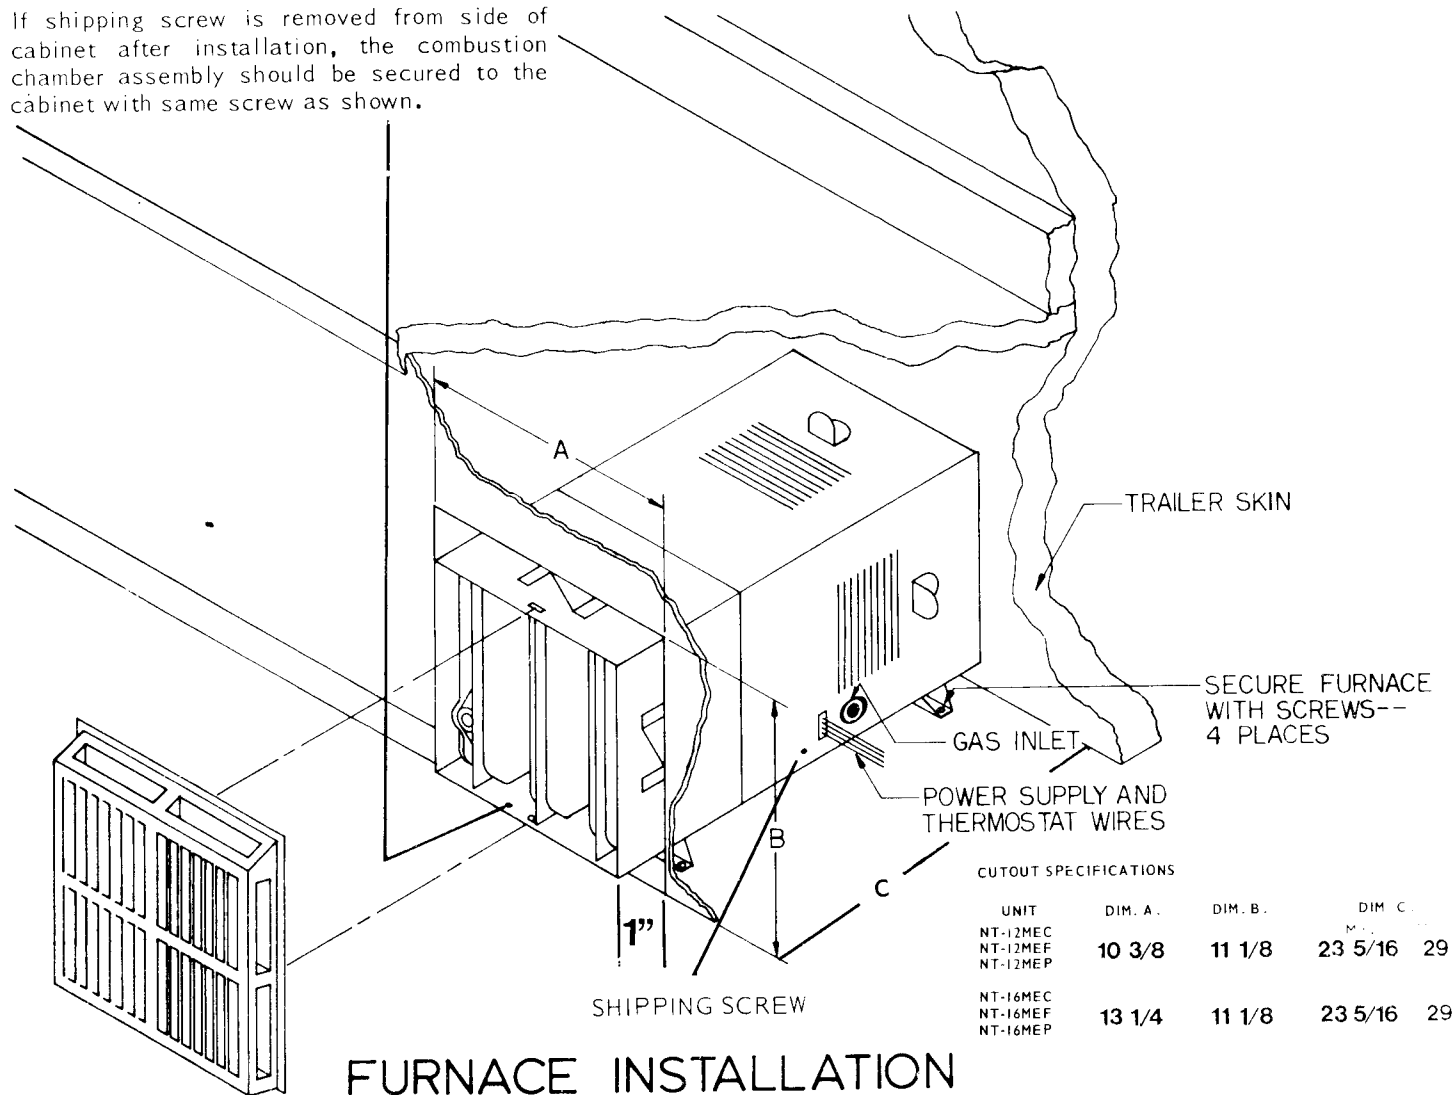 If shipping screw is removed from side of
cabinet after installation, the combustion
chamber assembly should be secured to the
cabinet with same screw as shown.
A
TRAILER SKIN
SECURE FURNACE
WITH SCREWS--
4 PLACES
GAS INLET
POWER SUPPLY AND
THERMOSTAT WIRES
B
C
1”
SHIPPING SCREW
CUTOUT SPECIFICATIONS
UNIT DIM. A. DIM. B. DIM C.
NT-12MEC
NT-12MEF 10 3/8 11 1/8 23 5/16 29
NT-12MEP
NT-16MEC
NT-16MEF 13 1/4 11 1/8 23 5/16 29
NT-16MEP
FURNACE INSTALLATION